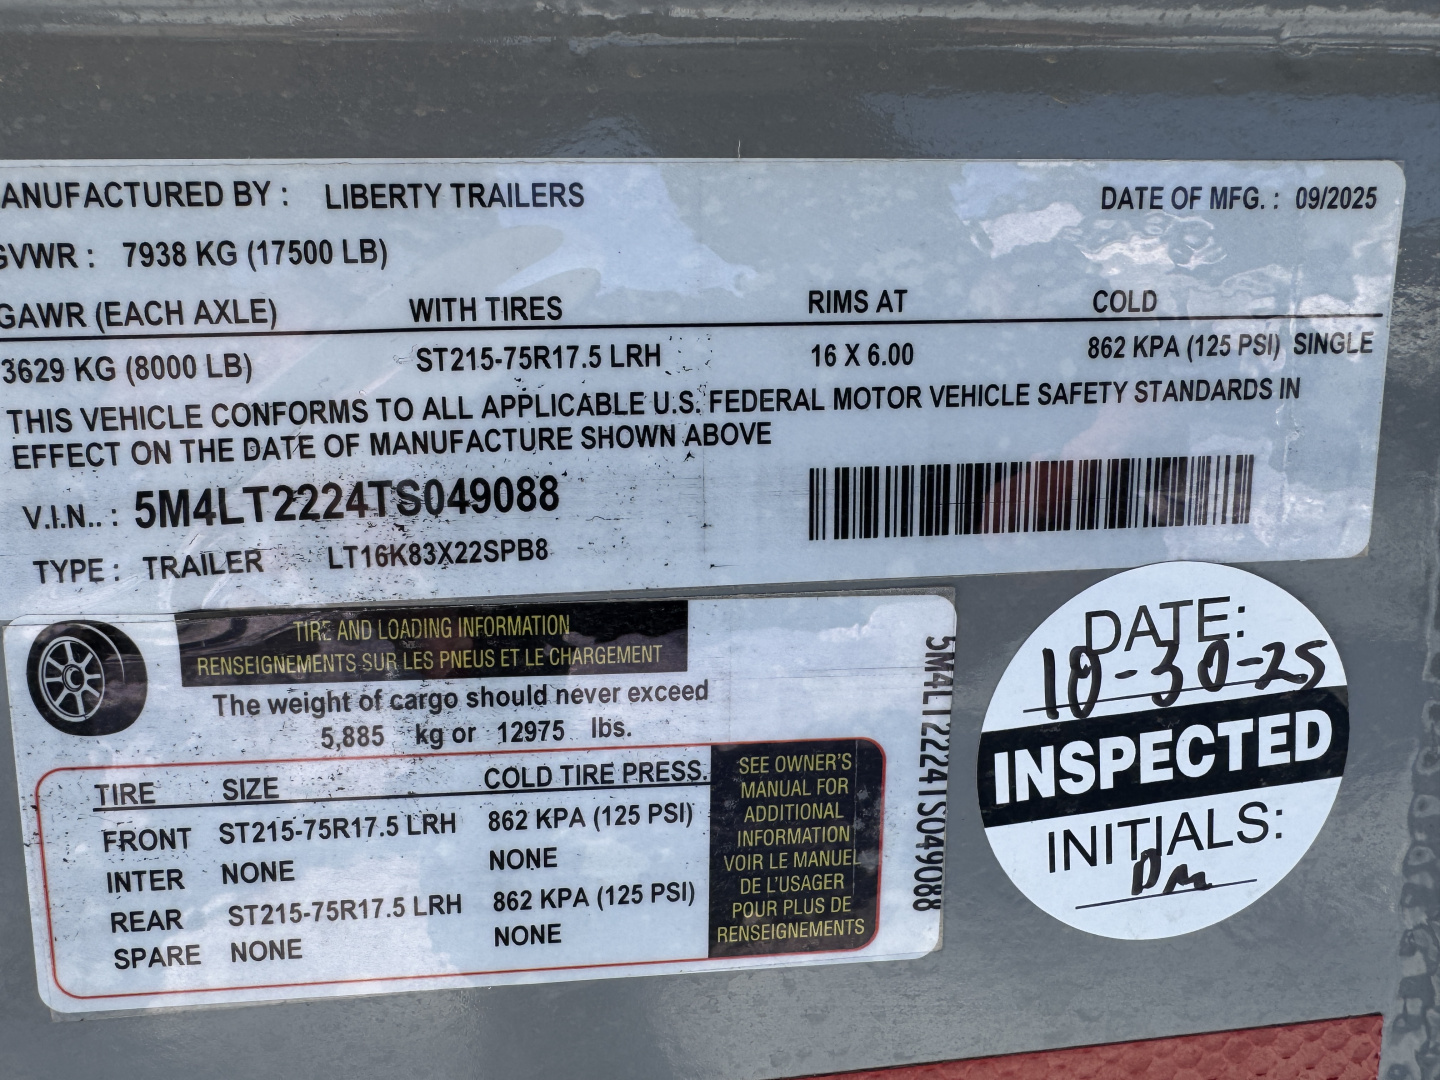 ANUFACTURED BY : LIBERTY TRAILERS DATE OF MFG. : 09/2025
GVWR : 7938 KG (17500 LB)
GAWR (EACH AXLE) WITH TIRES RIMS AT COLD
3629 KG (8000 LB) ST215-75R17.5 LRH 16 X 6.00 862 KPA (125 PSI) SINGLE
THIS VEHICLE CONFORMS TO ALL APPLICABLE U.S. FEDERAL MOTOR VEHICLE SAFETY STANDARDS IN
EFFECT ON THE DATE OF MANUFACTURE SHOWN ABOVE
V.I.N.. : 5M4LT2224TS049088
TYPE : TRAILER LT16K83X22SPB8
TIRE AND LOADING INFORMATION
RENSEIGNEMENTS SUR LES PNEUS ET LE CHARGEMENT
The weight of cargo should never exceed
5,885 kg or 12975 lbs.
TIRE SIZE COLD TIRE PRESS.
FRONT ST215-75R17.5 LRH 862 KPA (125 PSI)
INTER NONE NONE
REAR ST215-75R17.5 LRH 862 KPA (125 PSI)
SPARE NONE NONE
SEE OWNER'S
MANUAL FOR
ADDITIONAL
INFORMATION
VOIR LE MANUEL
DE L'USAGER
POUR PLUS DE
RENSEIGNEMENTS
5M4LT2224TS049088
DATE:
10-30-25
INSPECTED
INITIALS:
DM